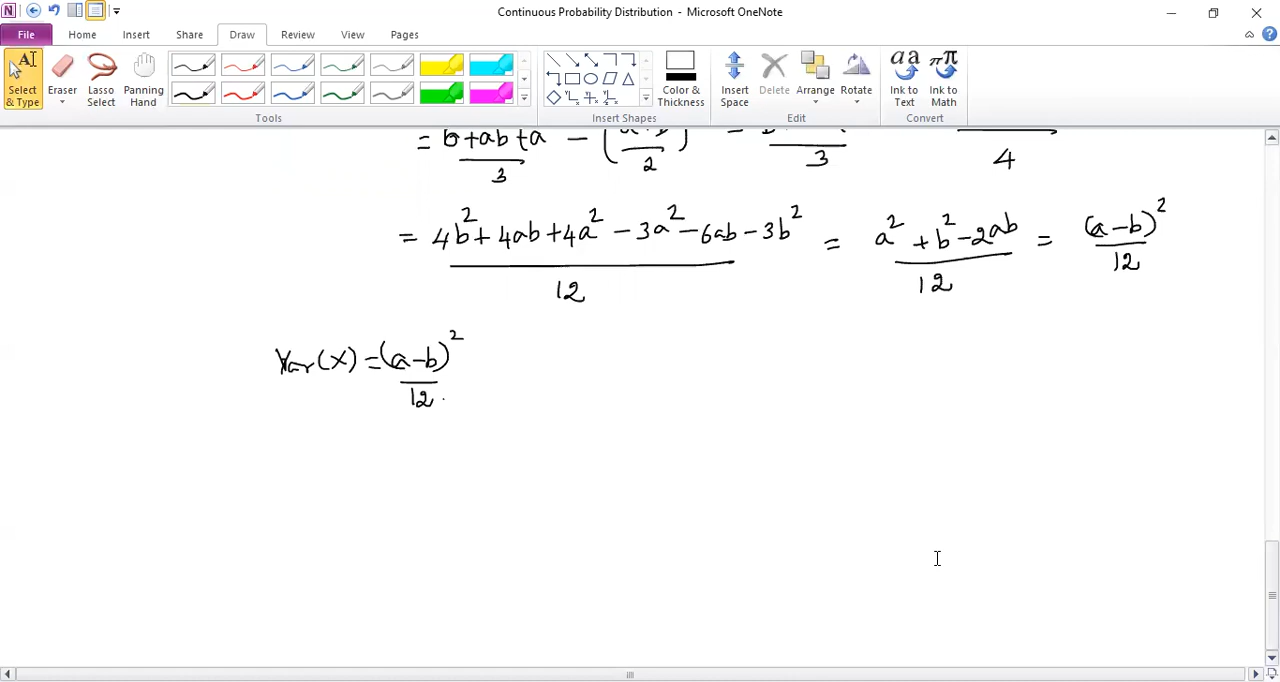 Continuous Probability Distribution - Microsoft OneNote
File Home Insert Share Draw Review View Pages
Select & Type Eraser Lasso Select Panning Hand Color & Thickness Insert Space Delete Arrange Rotate Ink to Text Ink to Math
Tools Insert Shapes Edit Convert
= 4b² + 4ab + 4a² - 3a² - 6ab - 3b² / 12 = a² + b² - 2ab / 12 = (a-b)² / 12
Var(X) = (a-b)² / 12